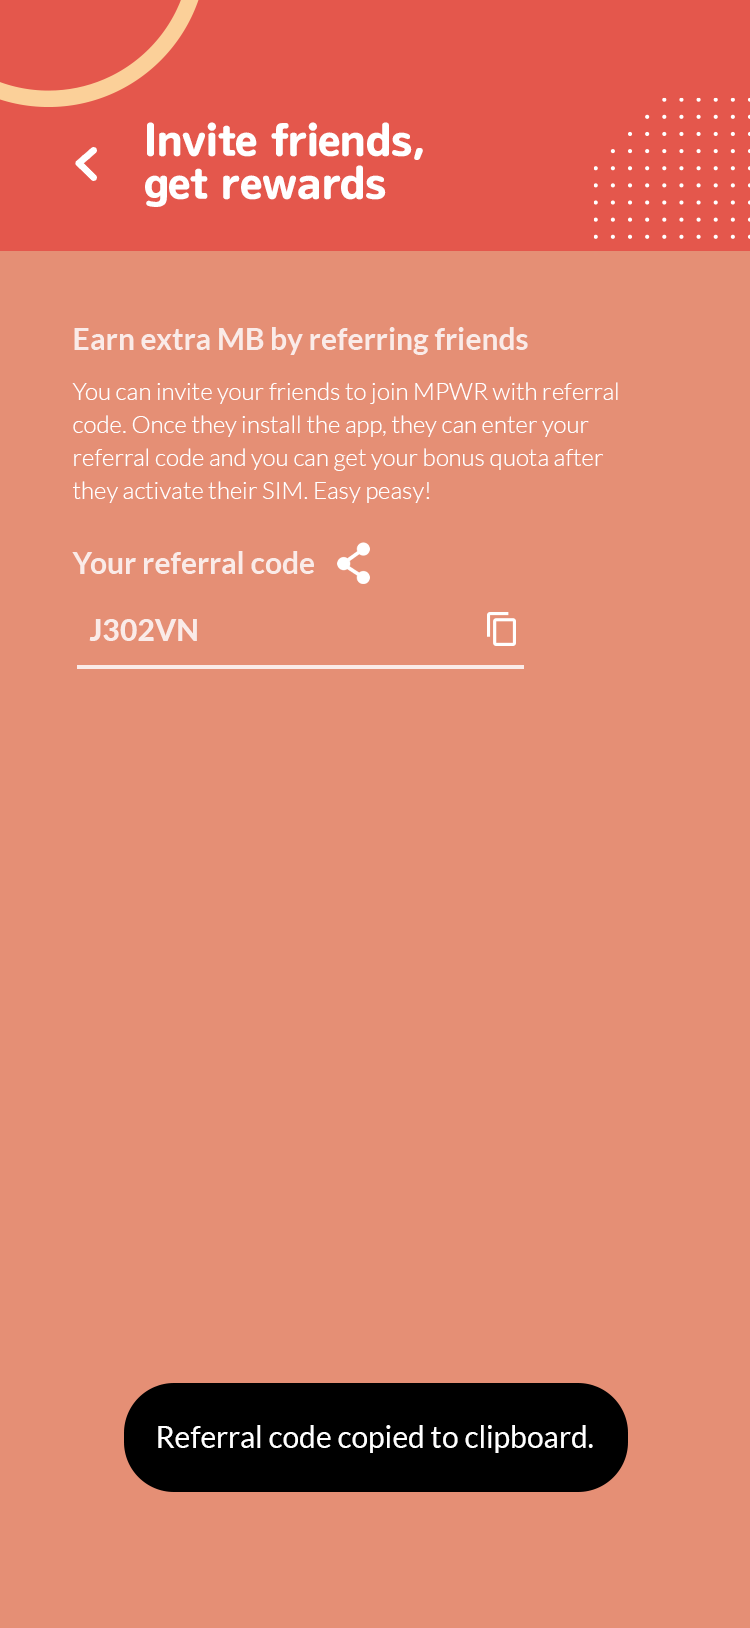 Invite friends,
get rewards
Earn extra MB by referring friends
You can invite your friends to join MPWR with referral
code. Once they install the app, they can enter your
referral code and you can get your bonus quota after
they activate their SIM. Easy peasy!
Your referral code
J302VN
Referral code copied to clipboard.